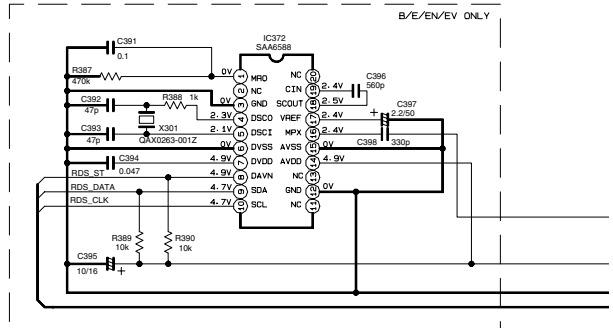 B/E/EN/EV ONLY
IC372
SAA6588
C391
0.1
R387
470k
0V 1 MRO NC 20
0V 2 NC CIN 19 2.4V
C396
560p
0V 3 GND SCOUT 18 2.5V
C392
47p
R388 1k
2.3V 4 DSCO VREF 17 2.4V
C397
2.2/50
+
C393
47p
X301
QAX0263-001Z
2.1V 5 DSCI MPX 16 2.4V
C398 330p
0V 6 DVSS AVSS 15 0V
C394
0.047
4.9V 7 DVDD AVDD 14 4.9V
RDS_ST 4.9V 8 DAVN NC 13
RDS_DATA 4.7V 9 SDA GND 12 0V
RDS_CLK 4.7V 10 SCL NC 11
R389
10k
R390
10k
C395
10/16 +